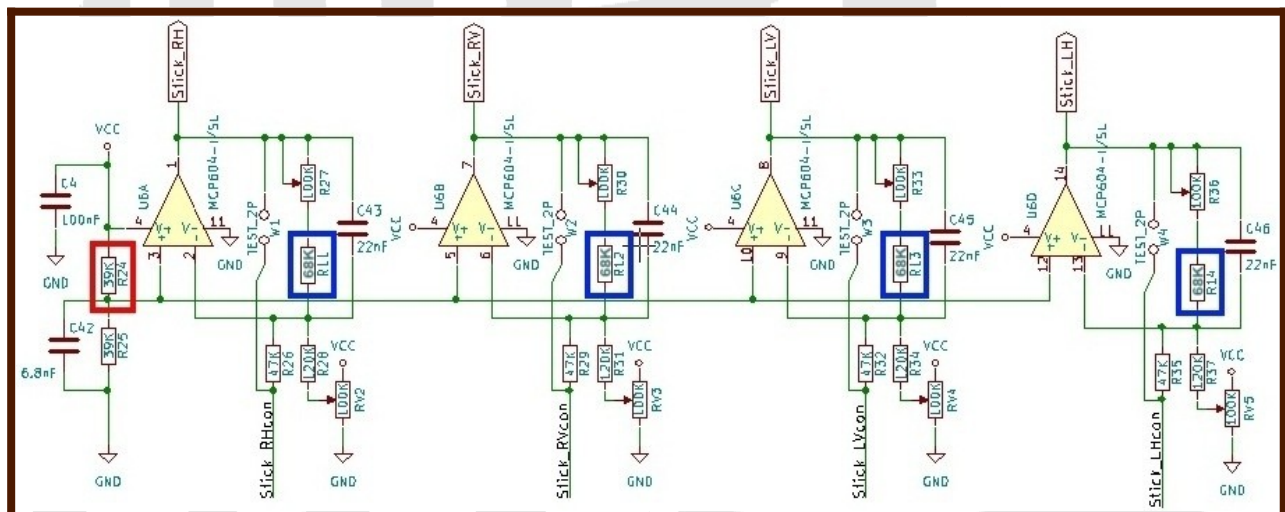 Stick_RH
Stick_RV
Stick_LV
Stick_LH
VCC
C4
100nF
GND
39K
R24
C42
6.8nF
39K
R25
GND
1
U6A
MCP604-I/SL
4
V+
V-
11
3
2
GND
TEST_2P
W1
100K
R27
68K
R11
C43
22nF
47K
R26
120K
R28
VCC
100K
RV2
GND
Stick_RHcon
7
U6B
MCP604-I/SL
VCC
4
V+
V-
11
5
6
GND
TEST_2P
W2
100K
R30
68K
R12
C44
22nF
47K
R29
120K
R31
VCC
100K
RV3
GND
Stick_RVcon
8
U6C
MCP604-I/SL
VCC
4
V+
V-
11
10
9
GND
TEST_2P
W3
100K
R33
68K
R13
C45
22nF
47K
R32
120K
R34
VCC
100K
RV4
GND
Stick_LVcon
14
U6D
MCP604-I/SL
VCC
4
V+
V-
11
12
13
GND
TEST_2P
W4
100K
R36
68K
R14
C46
22nF
47K
R35
120K
R37
VCC
100K
RV5
GND
Stick_LHcon